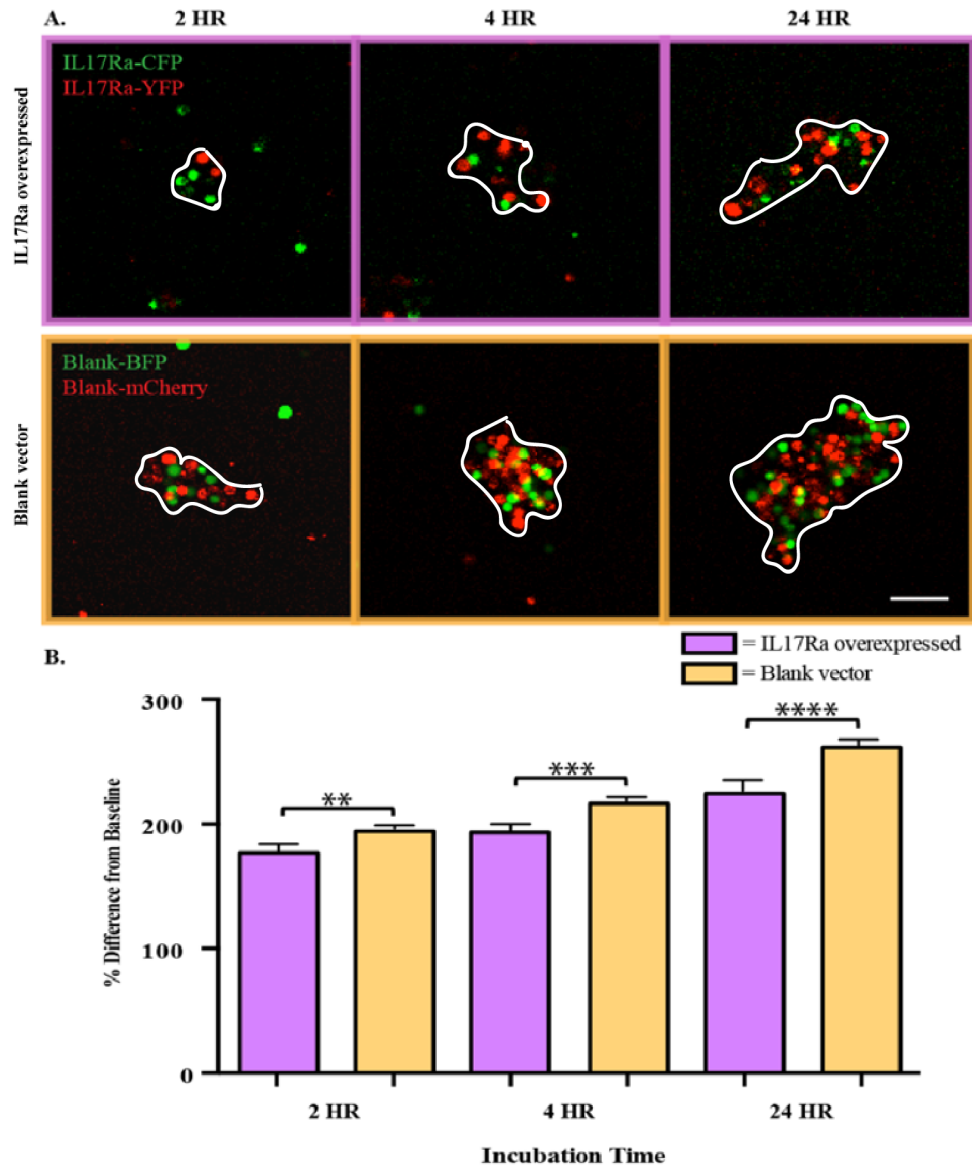 A.
2 HR 4 HR 24 HR
IL17Ra overexpressed
IL17Ra-CFP
IL17Ra-YFP
Blank vector
Blank-BFP
Blank-mCherry
B.
= IL17Ra overexpressed
= Blank vector
% Difference from Baseline
300
200
100
0
**
***
****
2 HR 4 HR 24 HR
Incubation Time